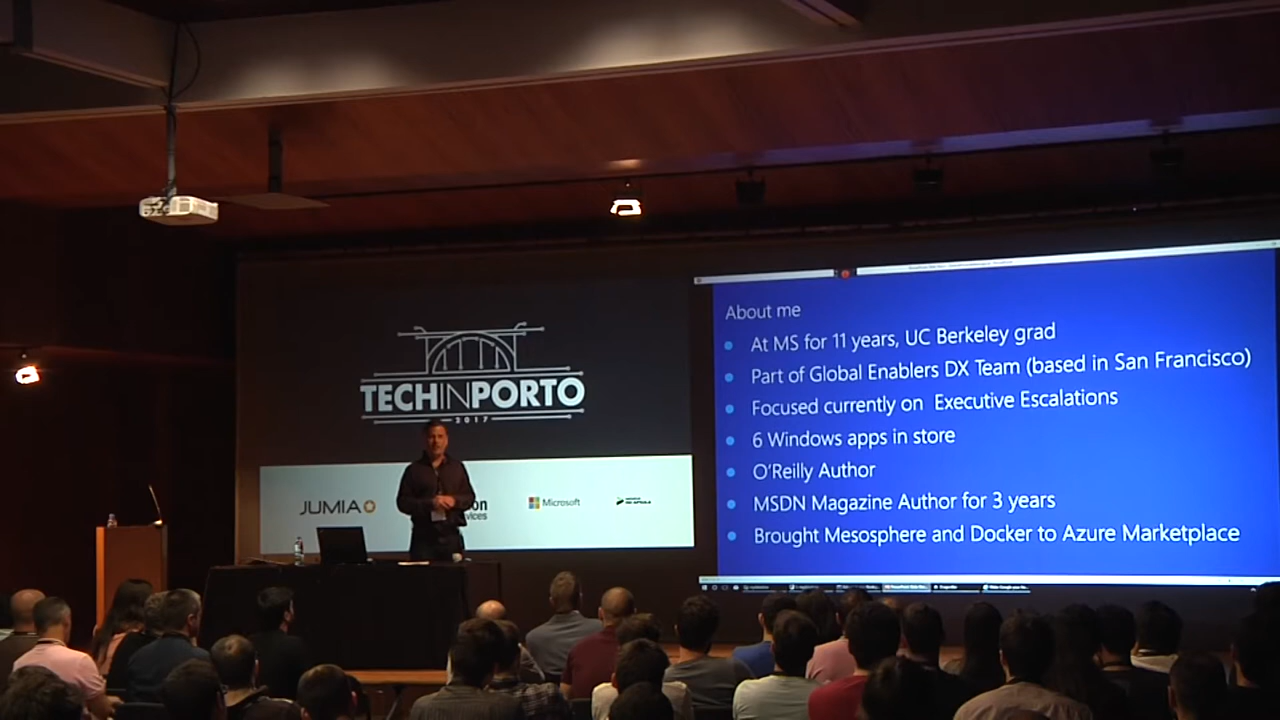 TECHINPORTO
2017
JUMIA
Microsoft
About me
At MS for 11 years, UC Berkeley grad
Part of Global Enablers DX Team (based in San Francisco)
Focused currently on Executive Escalations
6 Windows apps in store
O'Reilly Author
MSDN Magazine Author for 3 years
Brought Mesosphere and Docker to Azure Marketplace